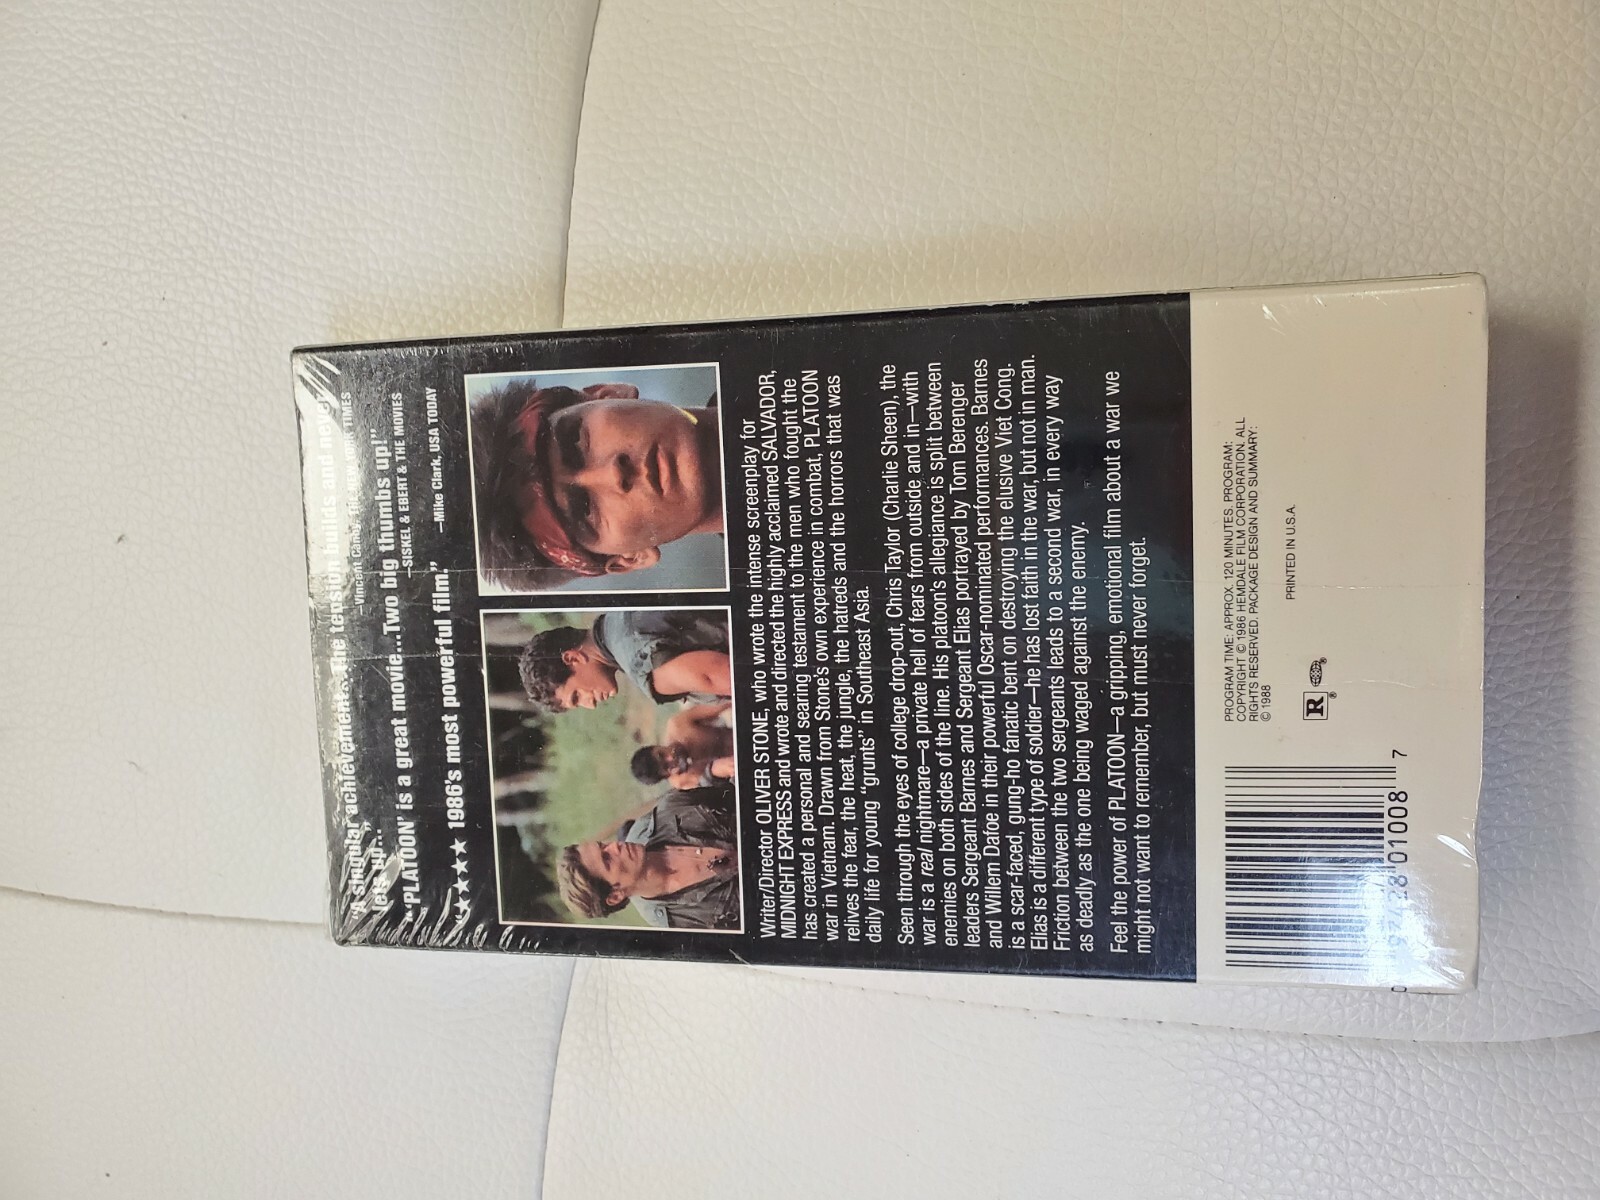 "A singular achievement...The tension builds and never
lets up..."
—Vincent Canby, THE NEW YORK TIMES
"'PLATOON' is a great movie...Two big thumbs up!"
—SISKEL & EBERT & THE MOVIES
"★★★★★ 1986's most powerful film."
—Mike Clark, USA TODAY
Writer/Director OLIVER STONE, who wrote the intense screenplay for
MIDNIGHT EXPRESS and wrote and directed the highly acclaimed SALVADOR,
has created a personal and searing testament to the men who fought the
war in Vietnam. Drawn from Stone's own experience in combat, PLATOON
relives the fear, the heat, the jungle, the hatreds and the horrors that was
daily life for young "grunts" in Southeast Asia.
Seen through the eyes of college drop-out, Chris Taylor (Charlie Sheen), the
war is a real nightmare—a private hell of fears from outside and in—with
enemies on both sides of the line. His platoon's allegiance is split between
leaders Sergeant Barnes and Sergeant Elias portrayed by Tom Berenger
and Willem Dafoe in their powerful Oscar-nominated performances. Barnes
is a scar-faced, gung-ho fanatic bent on destroying the elusive Viet Cong.
Elias is a different type of soldier—he has lost faith in the war, but not in man.
Friction between the two sergeants leads to a second war, in every way
as deadly as the one being waged against the enemy.
Feel the power of PLATOON—a gripping, emotional film about a war we
might not want to remember, but must never forget.
PROGRAM TIME: APPROX. 120 MINUTES. PROGRAM:
COPYRIGHT © 1986 HEMDALE FILM CORPORATION. ALL
RIGHTS RESERVED. PACKAGE DESIGN AND SUMMARY:
© 1988
R ® ®
PRINTED IN U.S.A.
01008 7